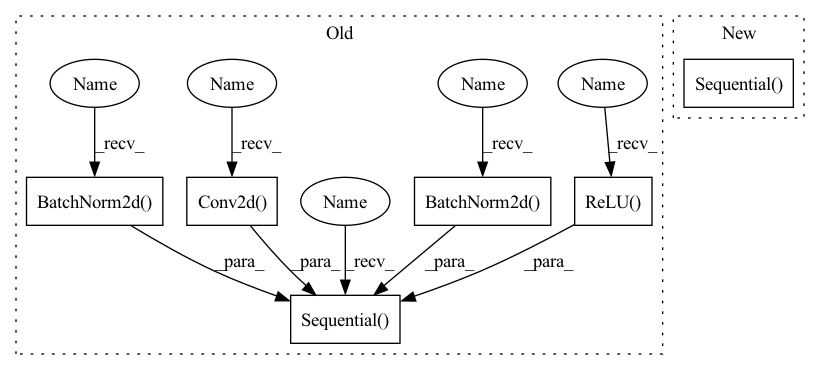 Old
New
Name
Name
Name
Name
Sequential()
_recv_
_recv_
_recv_
_recv_
BatchNorm2d()
Conv2d()
Name
BatchNorm2d()
ReLU()
_para_
_para_
_recv_
_para_
_para_
Sequential()